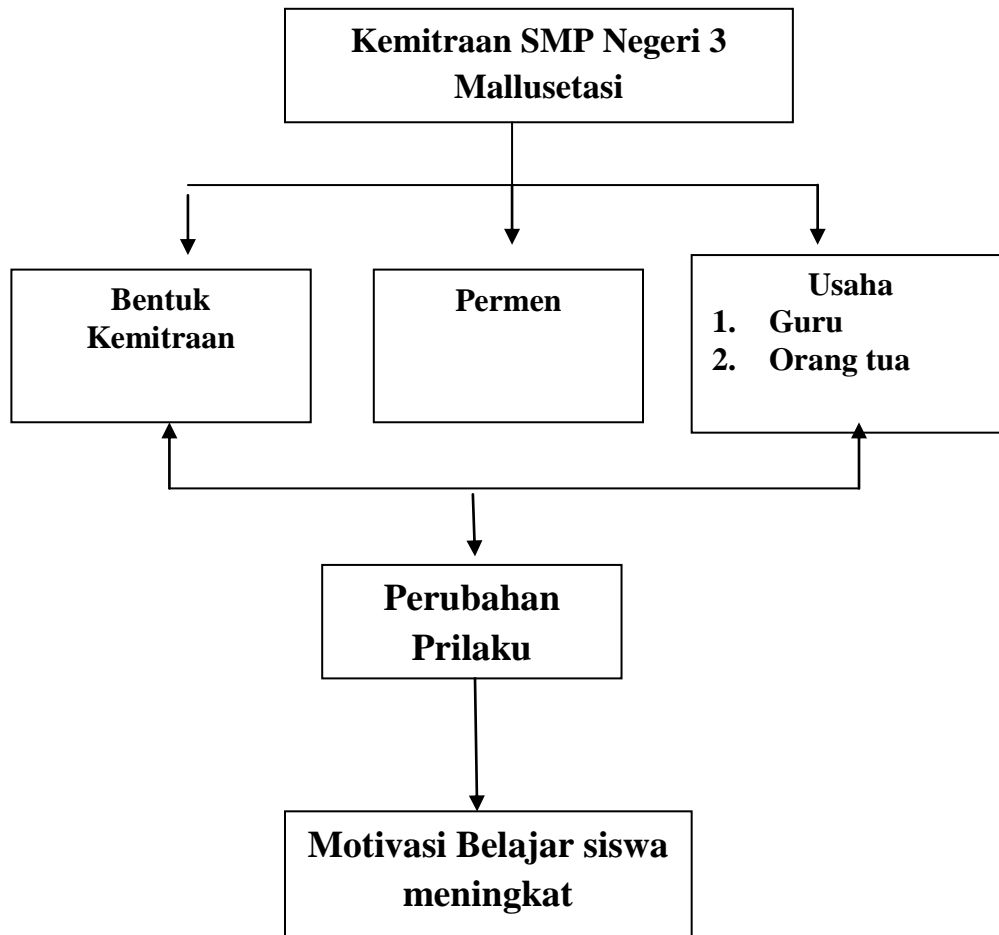 Kemitraan SMP Negeri 3
Mallusetasi
Bentuk
Kemitraan
Permen
Usaha
1. Guru
2. Orang tua
Perubahan
Prilaku
Motivasi Belajar siswa
meningkat